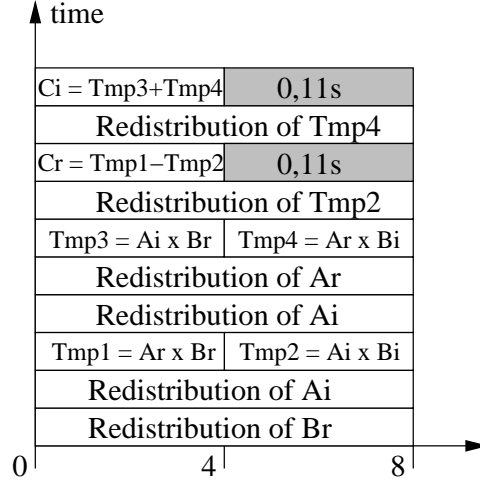 time
Ci = Tmp3+Tmp4 0,11s
Redistribution of Tmp4
Cr = Tmp1−Tmp2 0,11s
Redistribution of Tmp2
Tmp3 = Ai x Br Tmp4 = Ar x Bi
Redistribution of Ar
Redistribution of Ai
Tmp1 = Ar x Br Tmp2 = Ai x Bi
Redistribution of Ai
Redistribution of Br
0 4 8